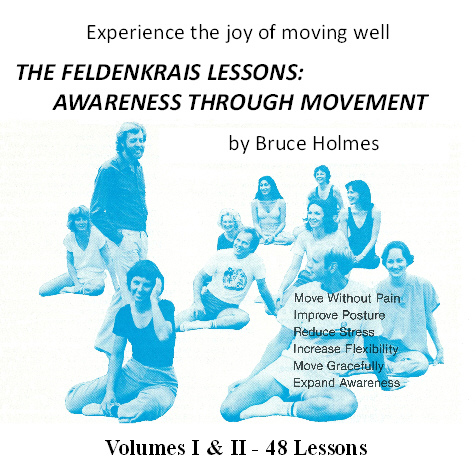 Experience the joy of moving well
THE FELDENKRAIS LESSONS:
AWARENESS THROUGH MOVEMENT
by Bruce Holmes
Move Without Pain
Improve Posture
Reduce Stress
Increase Flexibility
Move Gracefully
Expand Awareness
Volumes I & II - 48 Lessons